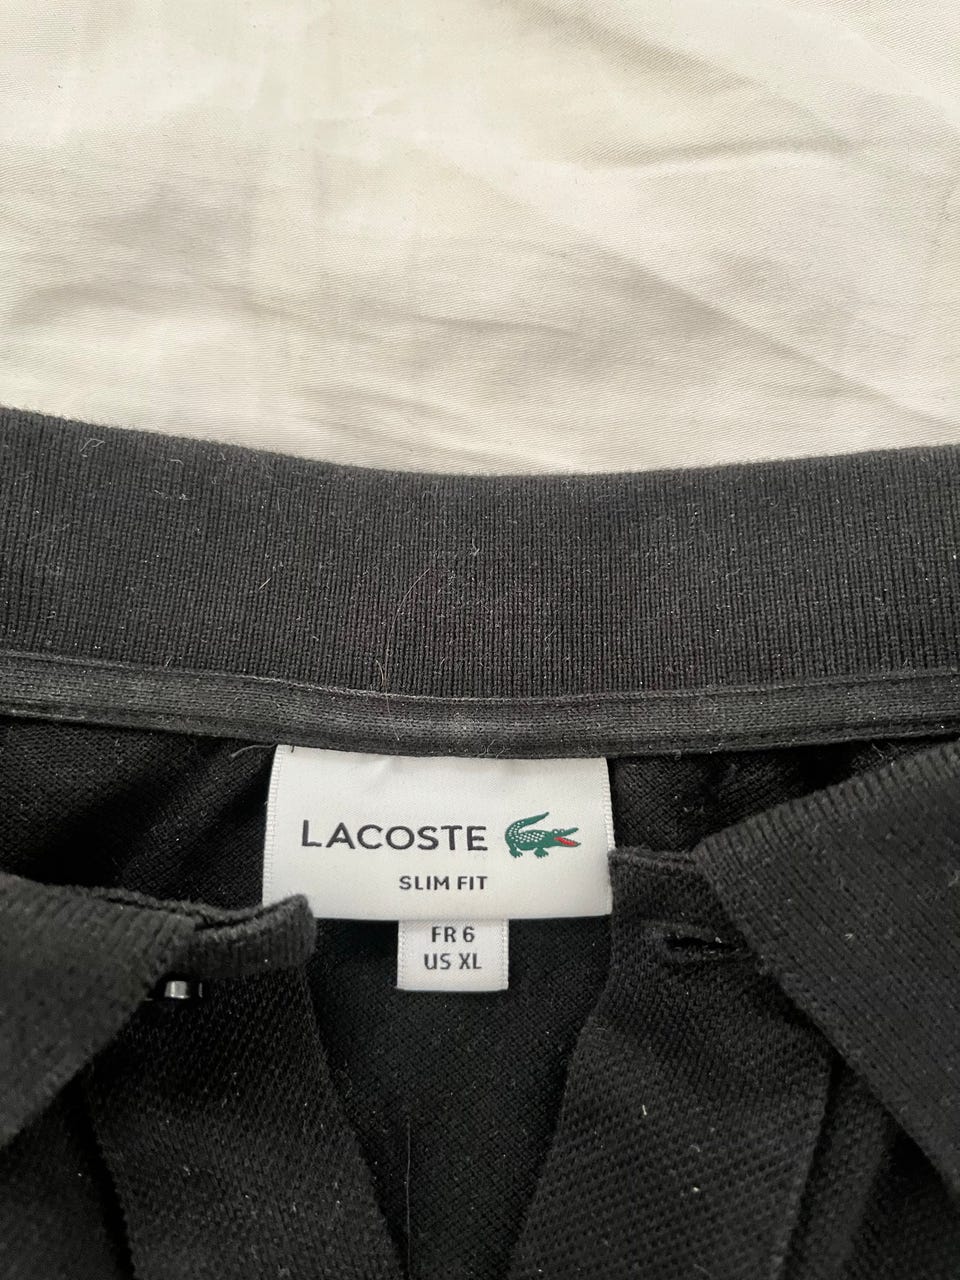 LACOSTE
SLIM FIT
FR 6
US XL